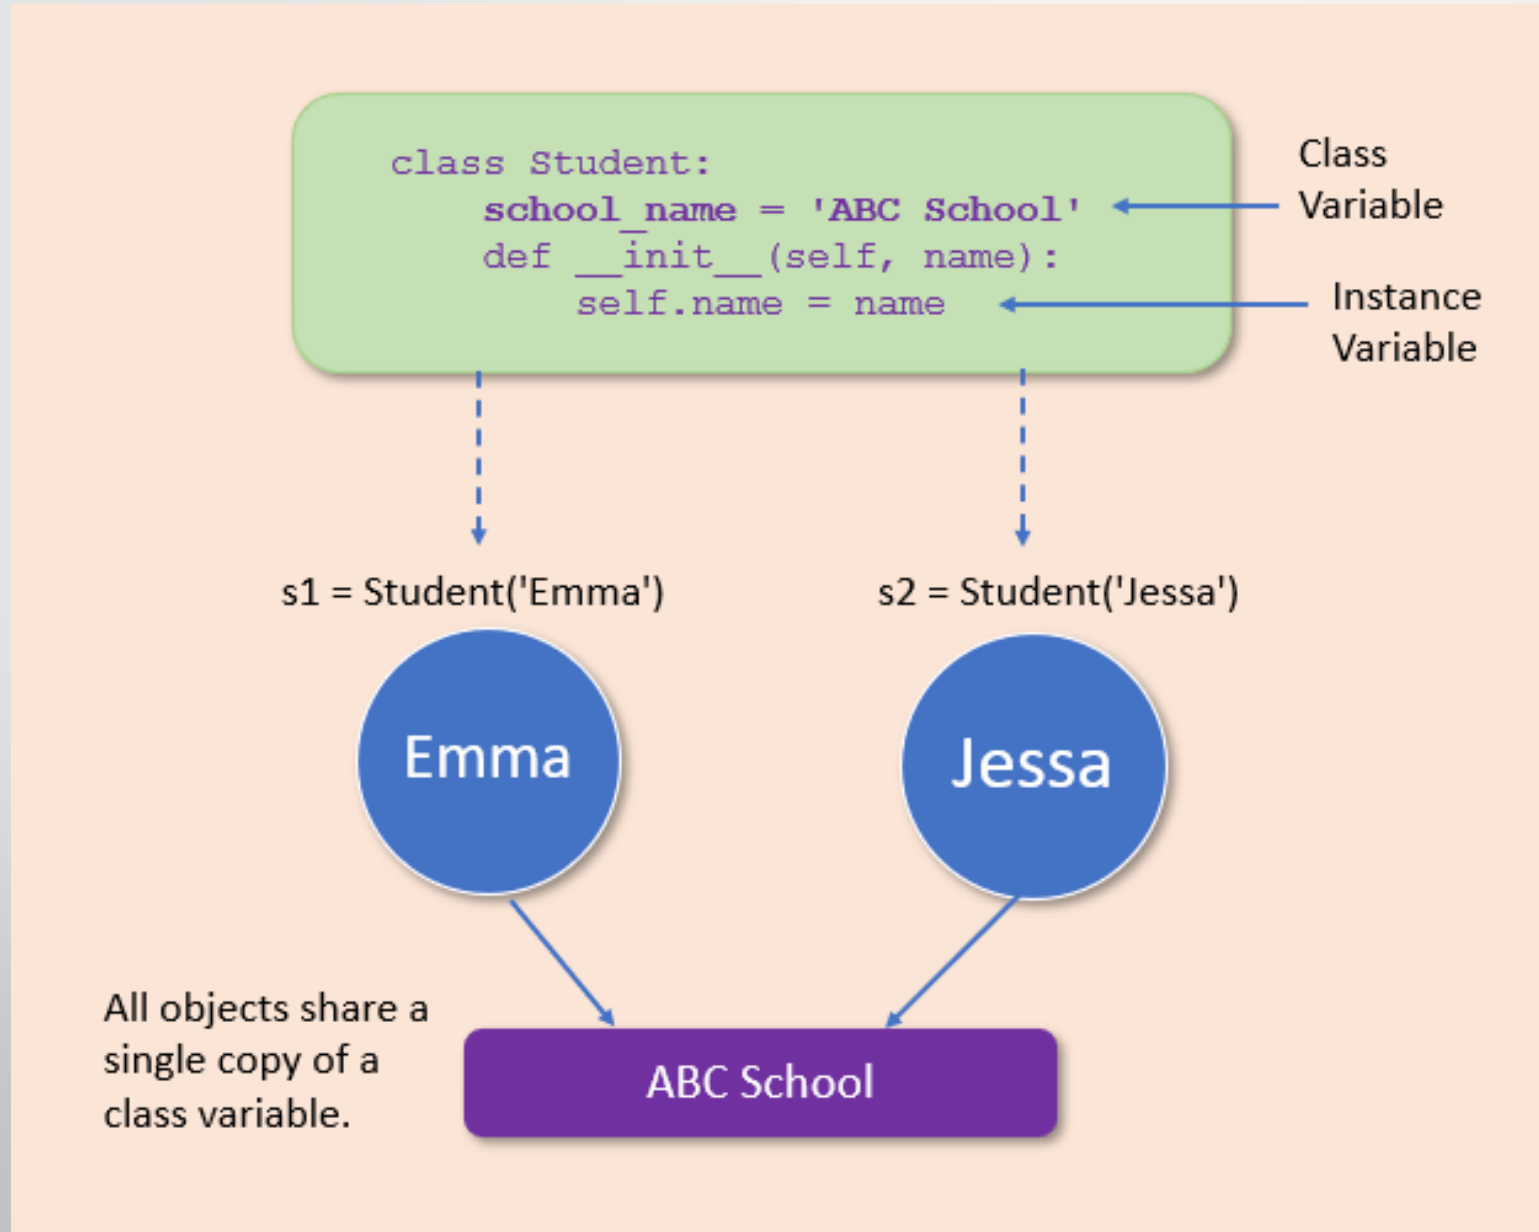 class Student:
school_name = 'ABC School'
def __init__(self, name):
self.name = name
Class
Variable
Instance
Variable
s1 = Student('Emma')
s2 = Student('Jessa')
Emma
Jessa
All objects share a
single copy of a
class variable.
ABC School